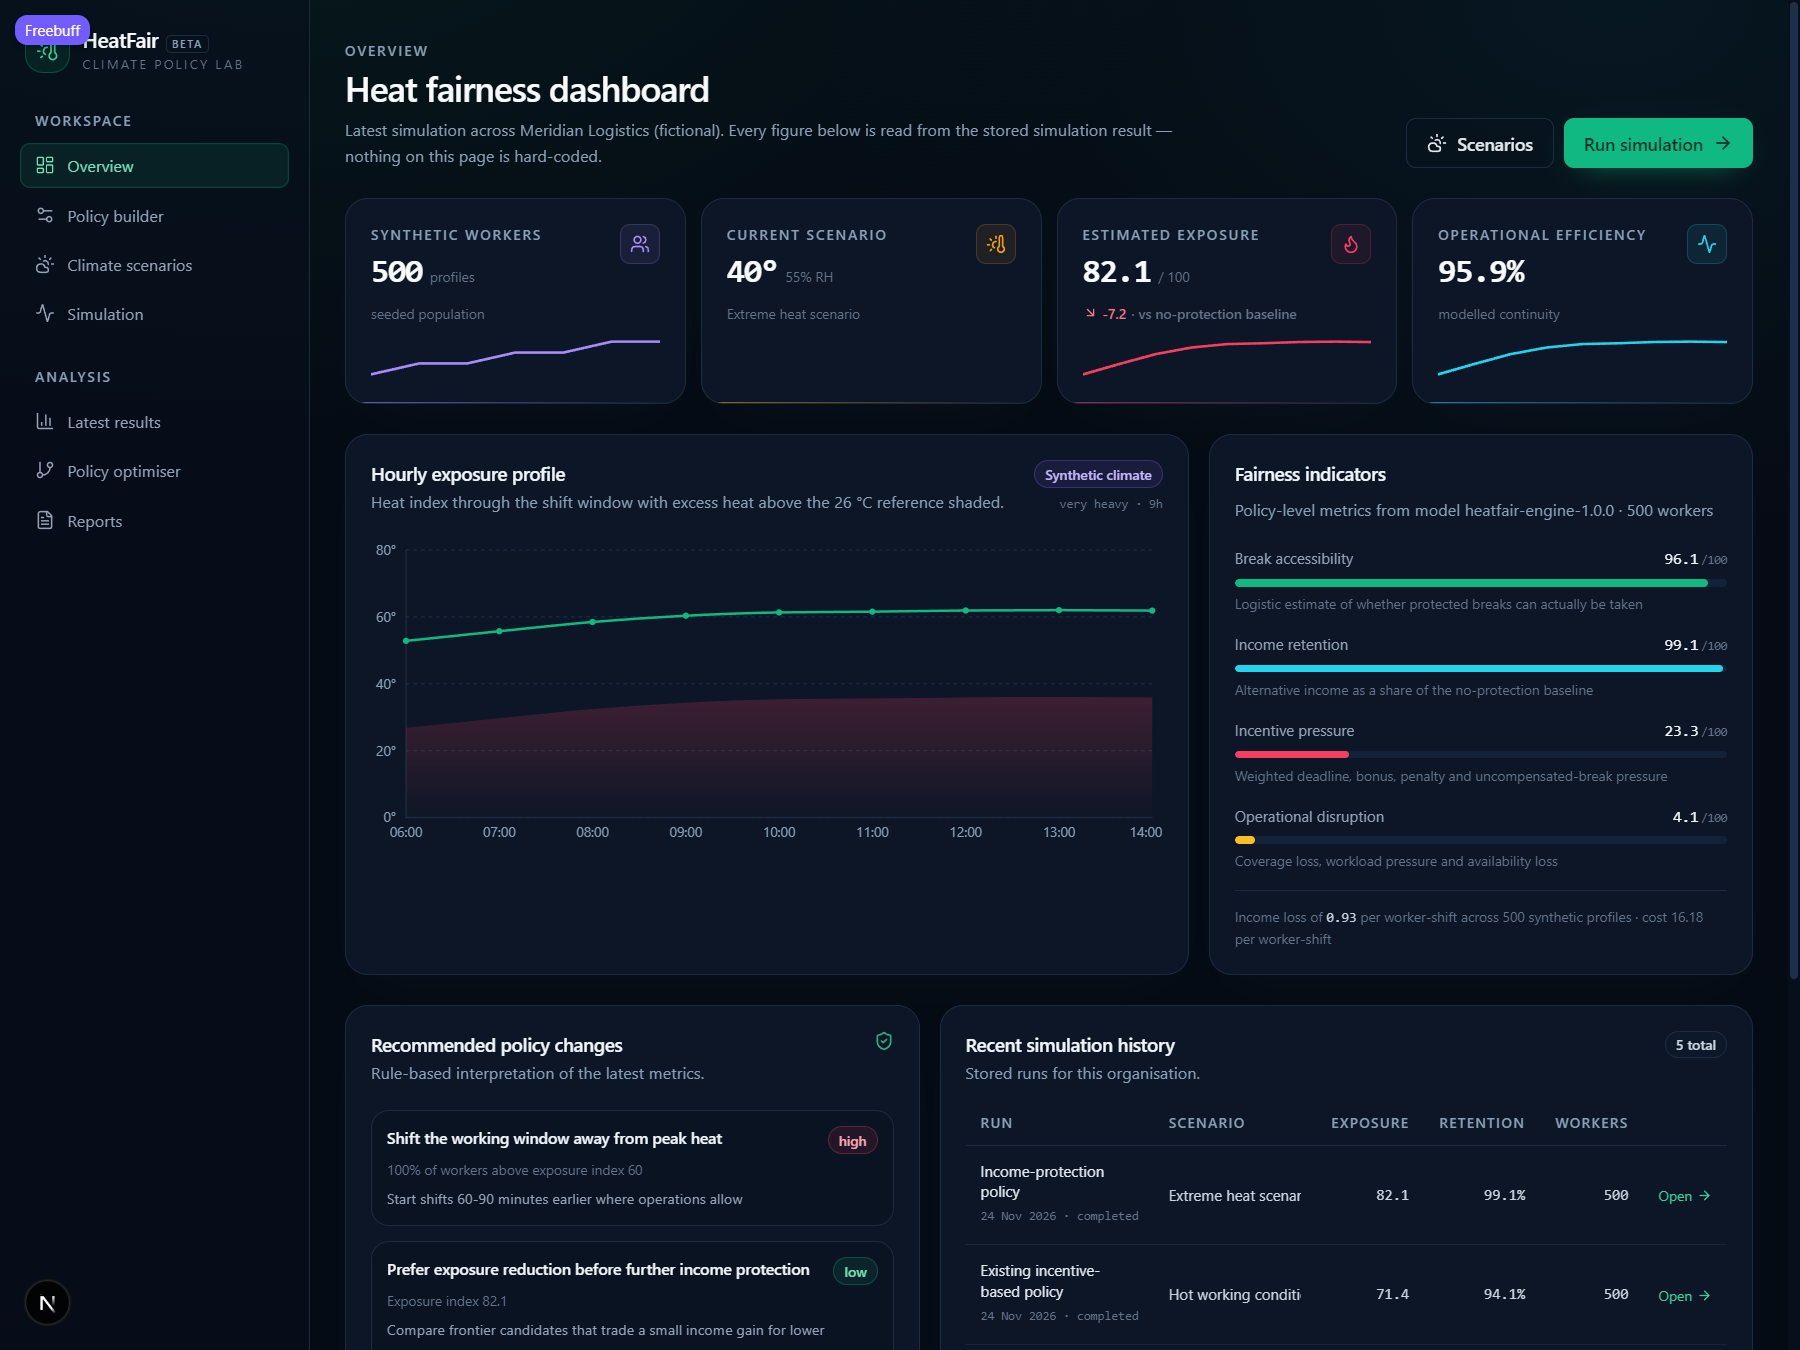 Freebuff
HeatFair BETA
CLIMATE POLICY LAB
WORKSPACE
Overview
Policy builder
Climate scenarios
Simulation
ANALYSIS
Latest results
Policy optimiser
Reports
N
OVERVIEW
Heat fairness dashboard
Latest simulation across Meridian Logistics (fictional). Every figure below is read from the stored simulation result —
nothing on this page is hard-coded.
Scenarios
Run simulation
SYNTHETIC WORKERS
500 profiles
seeded population
CURRENT SCENARIO
40° 55% RH
Extreme heat scenario
ESTIMATED EXPOSURE
82.1 / 100
-7.2 · vs no-protection baseline
OPERATIONAL EFFICIENCY
95.9%
modelled continuity
Hourly exposure profile
Synthetic climate
Heat index through the shift window with excess heat above the 26 °C reference shaded.
very heavy · 9h
80°
60°
40°
20°
0°
06:00 07:00 08:00 09:00 10:00 11:00 12:00 13:00 14:00
Fairness indicators
Policy-level metrics from model heatfair-engine-1.0.0 · 500 workers
Break accessibility 96.1 /100
Logistic estimate of whether protected breaks can actually be taken
Income retention 99.1 /100
Alternative income as a share of the no-protection baseline
Incentive pressure 23.3 /100
Weighted deadline, bonus, penalty and uncompensated-break pressure
Operational disruption 4.1 /100
Coverage loss, workload pressure and availability loss
Income loss of 0.93 per worker-shift across 500 synthetic profiles · cost 16.18
per worker-shift
Recommended policy changes
Rule-based interpretation of the latest metrics.
Shift the working window away from peak heat high
100% of workers above exposure index 60
Start shifts 60-90 minutes earlier where operations allow
Prefer exposure reduction before further income protection low
Exposure index 82.1
Compare frontier candidates that trade a small income gain for lower
Recent simulation history
5 total
Stored runs for this organisation.
RUN SCENARIO EXPOSURE RETENTION WORKERS
Income-protection
policy
24 Nov 2026 · completed
Extreme heat scenar 82.1 99.1% 500 Open
Existing incentive-
based policy
24 Nov 2026 · completed
Hot working conditi 71.4 94.1% 500 Open